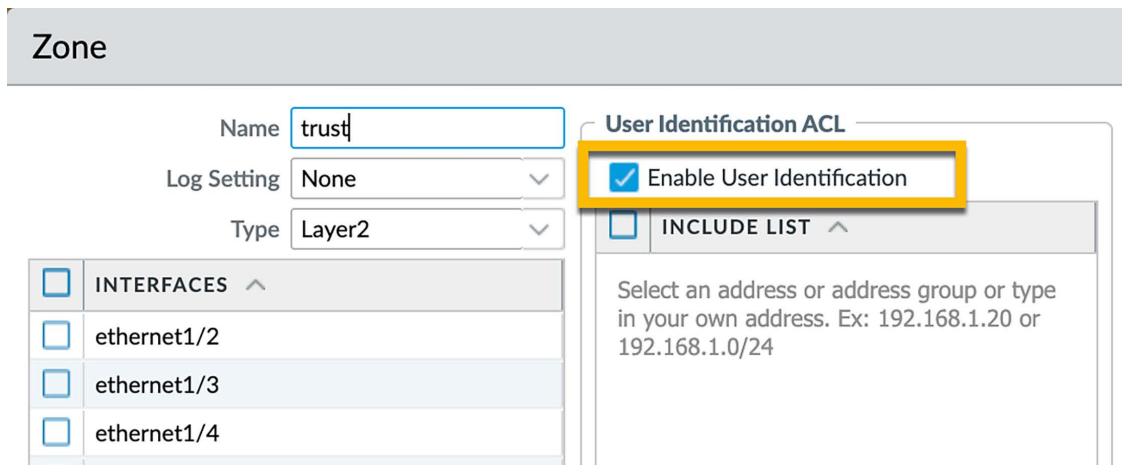 Zone
Name trust
Log Setting None
Type Layer2
INTERFACES
ethernet1/2
ethernet1/3
ethernet1/4
User Identification ACL
Enable User Identification
INCLUDE LIST
Select an address or address group or type
in your own address. Ex: 192.168.1.20 or
192.168.1.0/24